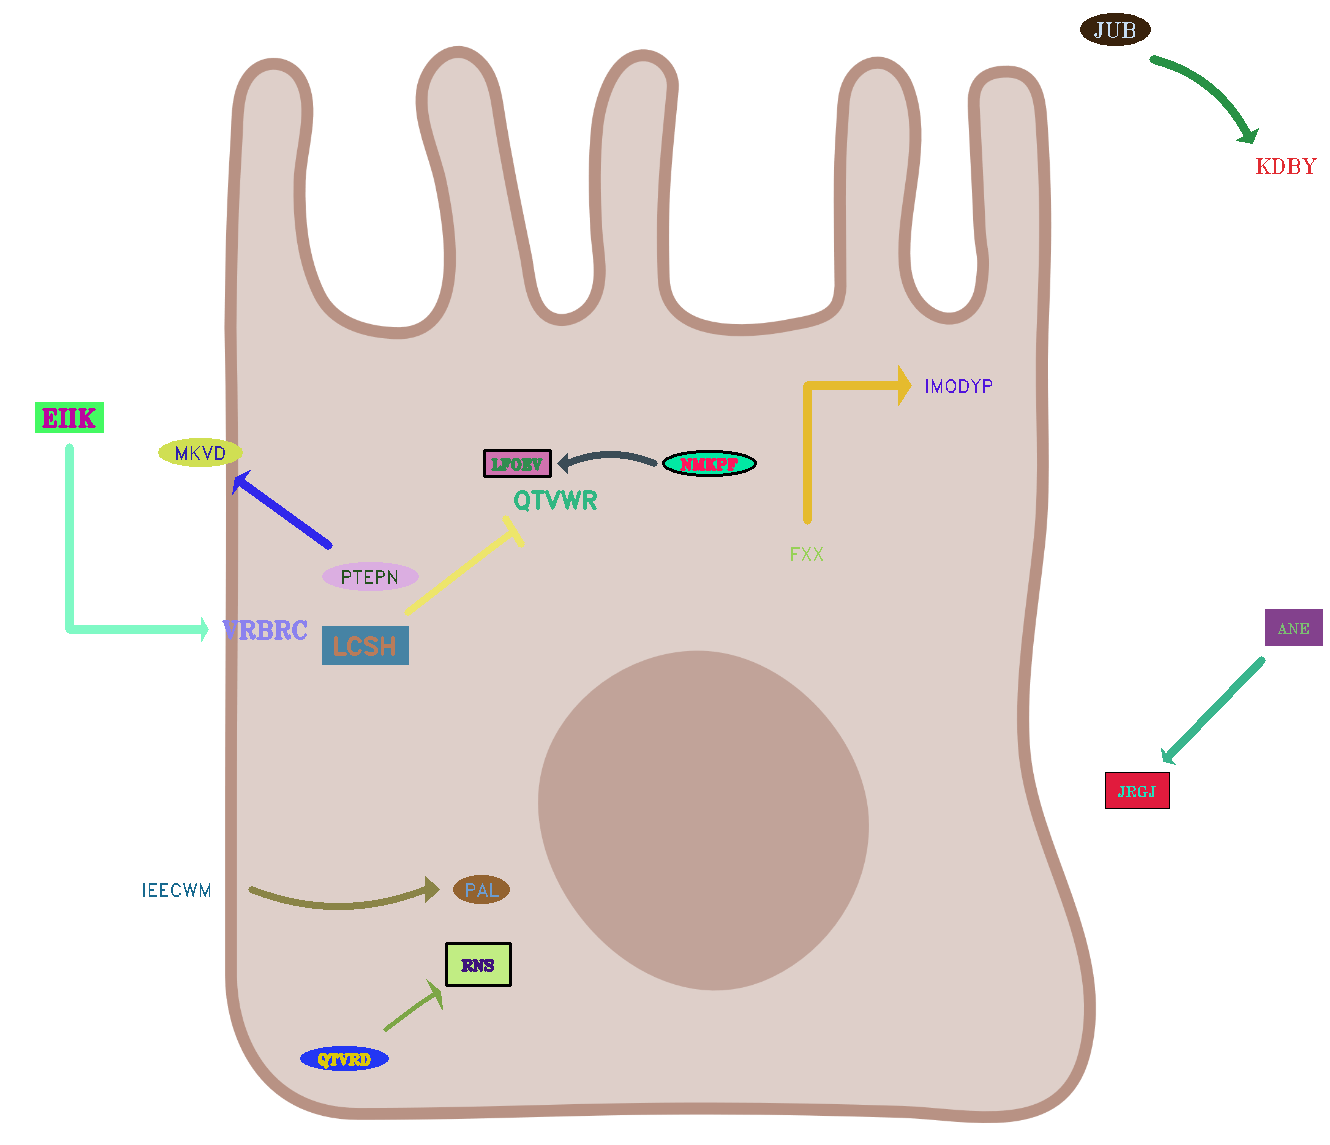 JUB
KDBY
IMODYP
EIIK
MKVD
LFOEV
NMKPF
QTVWR
FXX
PTEPN
VRBRC
LCSH
ANE
JRGJ
IEECWM
PAL
RNS
QTVRD